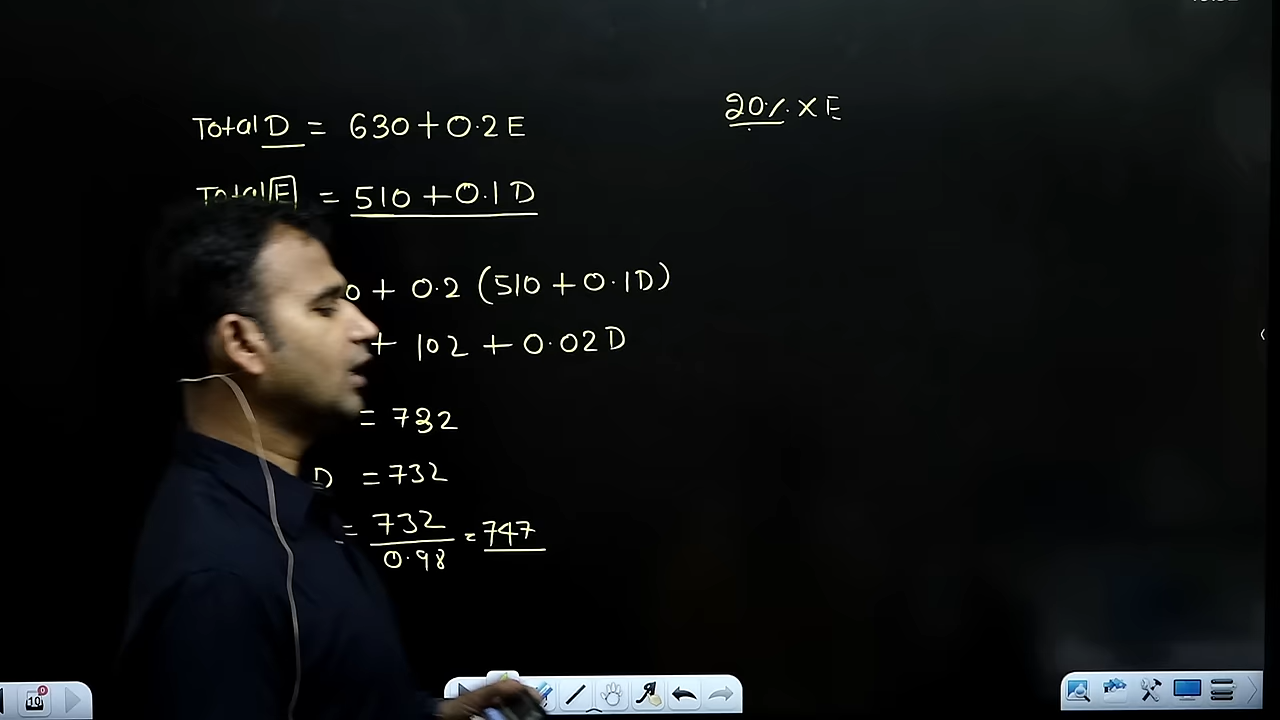 20% × E
Total D = 630 + 0.2 E
Total E = 510 + 0.1 D
0 + 0.2 (510 + 0.1D)
+ 102 + 0.02D
= 732
D = 732
= 732 / 0.98 = 747
10